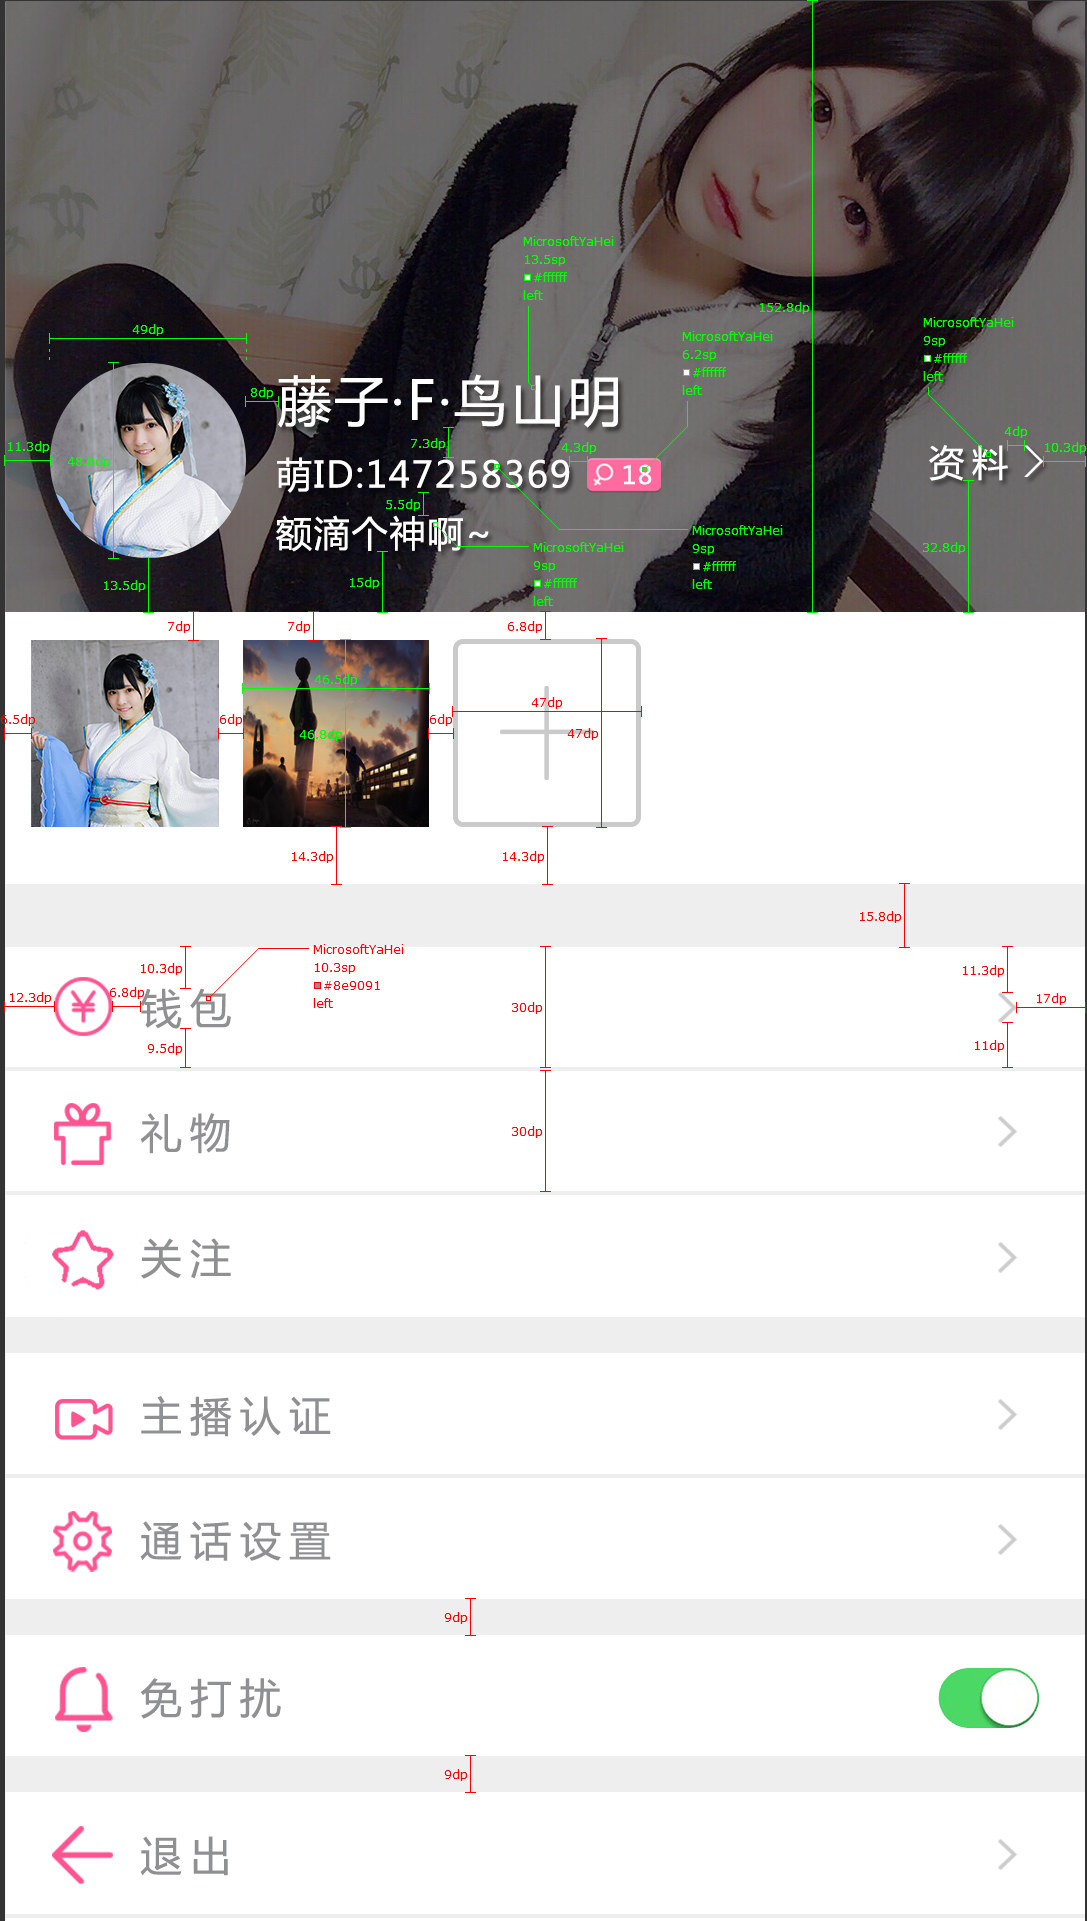 MicrosoftYaHei
13.5sp
#ffffff
left
152.8dp
MicrosoftYaHei
9sp
#ffffff
left
MicrosoftYaHei
6.2sp
#ffffff
left
49dp
8dp
藤子·F·鸟山明
7.3dp
4.3dp
4dp
10.3dp
11.3dp
萌ID:147258369
18
资料
5.5dp
额滴个神啊~
MicrosoftYaHei
9sp
#ffffff
left
MicrosoftYaHei
9sp
#ffffff
left
32.8dp
13.5dp
15dp
7dp
7dp
6.8dp
46.5dp
47dp
6dp
6dp
46.8dp
47dp
14.3dp
14.3dp
15.8dp
MicrosoftYaHei
10.3sp
#8e9091
left
10.3dp
11.3dp
12.3dp
6.8dp
钱包
30dp
17dp
9.5dp
11dp
礼物
30dp
关注
主播认证
通话设置
9dp
免打扰
9dp
退出